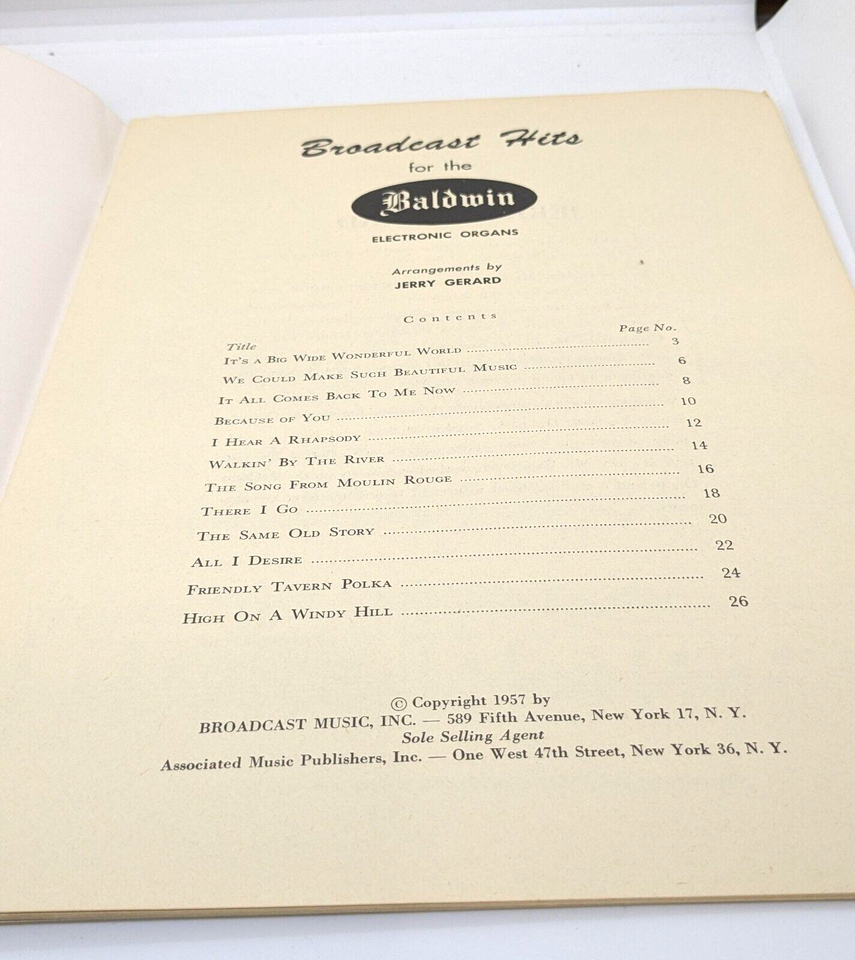 Broadcast Hits
for the
Baldwin
ELECTRONIC ORGANS
Arrangements by
JERRY GERARD
Contents
Title Page No.
It's a Big Wide Wonderful World 3
We Could Make Such Beautiful Music 6
It All Comes Back To Me Now 8
Because of You 10
I Hear A Rhapsody 12
Walkin' By The River 14
The Song From Moulin Rouge 16
There I Go 18
The Same Old Story 20
All I Desire 22
Friendly Tavern Polka 24
High On A Windy Hill 26
© Copyright 1957 by
BROADCAST MUSIC, INC. — 589 Fifth Avenue, New York 17, N. Y.
Sole Selling Agent
Associated Music Publishers, Inc. — One West 47th Street, New York 36, N. Y.